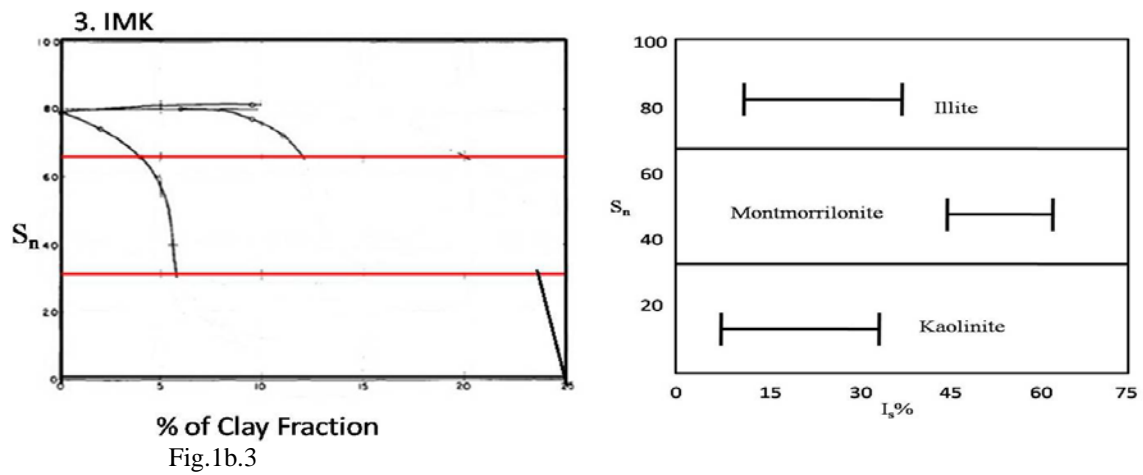 3. IMK
100
80
60
40
20
0
Sn
0 5 10 15 20 25
% of Clay Fraction
Fig.1b.3
100
80
60
40
20
Sn
Illite
Montmorrilonite
Kaolinite
0 15 30 45 60 75
Is%